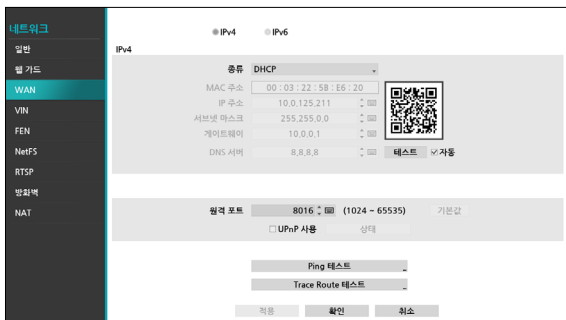 네트워크
IPv4 IPv6
일반
IPv4
웹 가드
종류 DHCP
WAN
MAC 주소 00 : 03 : 22 : 5B : E6 : 20
VIN
IP 주소 10.0.125.211
서브넷 마스크 255.255.0.0
FEN
게이트웨이 10.0.0.1
NetFS
DNS 서버 8.8.8.8 테스트 자동
RTSP
방화벽
NAT
원격 포트 8016 (1024 ~ 65535) 기본값
UPnP 사용 상태
Ping 테스트
Trace Route 테스트
적용 확인 취소